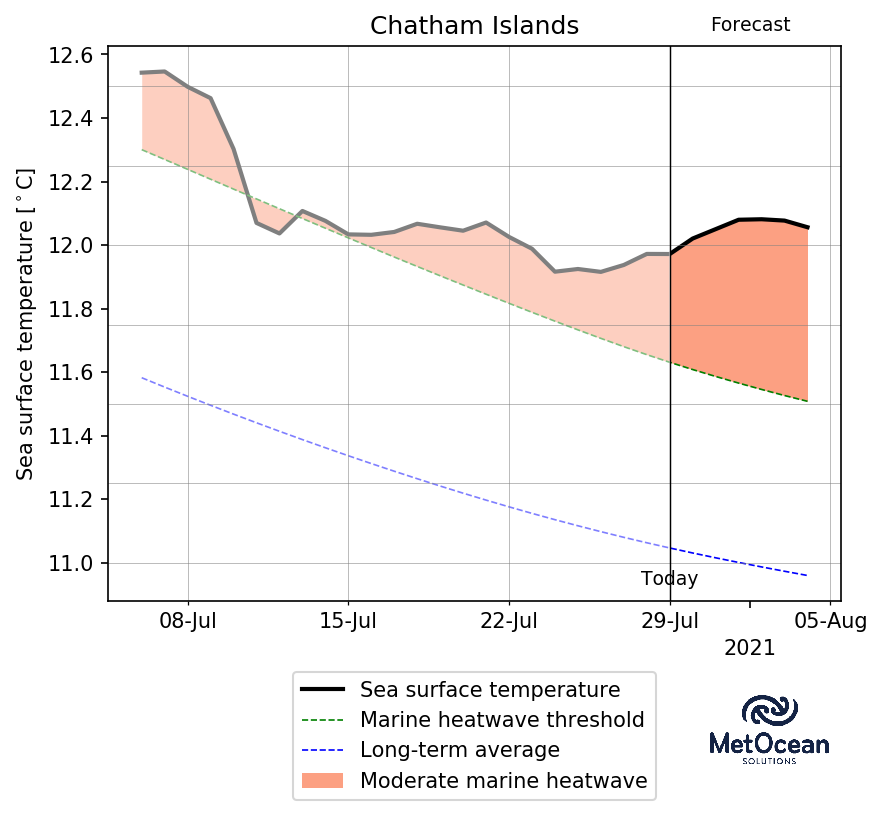 Chatham Islands
Forecast
Sea surface temperature [°C]
12.6
12.4
12.2
12.0
11.8
11.6
11.4
11.2
11.0
Today
08-Jul 15-Jul 22-Jul 29-Jul 05-Aug
2021
Sea surface temperature
Marine heatwave threshold
Long-term average
Moderate marine heatwave
MetOcean
SOLUTIONS